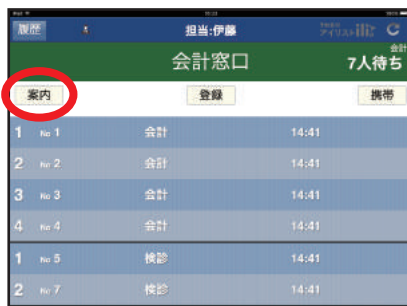 履歴 担当:伊藤 アイリスト
会計窓口 会計
7人待ち
案内 登録 携帯
1 No 1 会計 14:41
2 No 2 会計 14:41
3 No 3 会計 14:41
4 No 4 会計 14:41
1 No 5 検診 14:41
2 No 7 検診 14:41